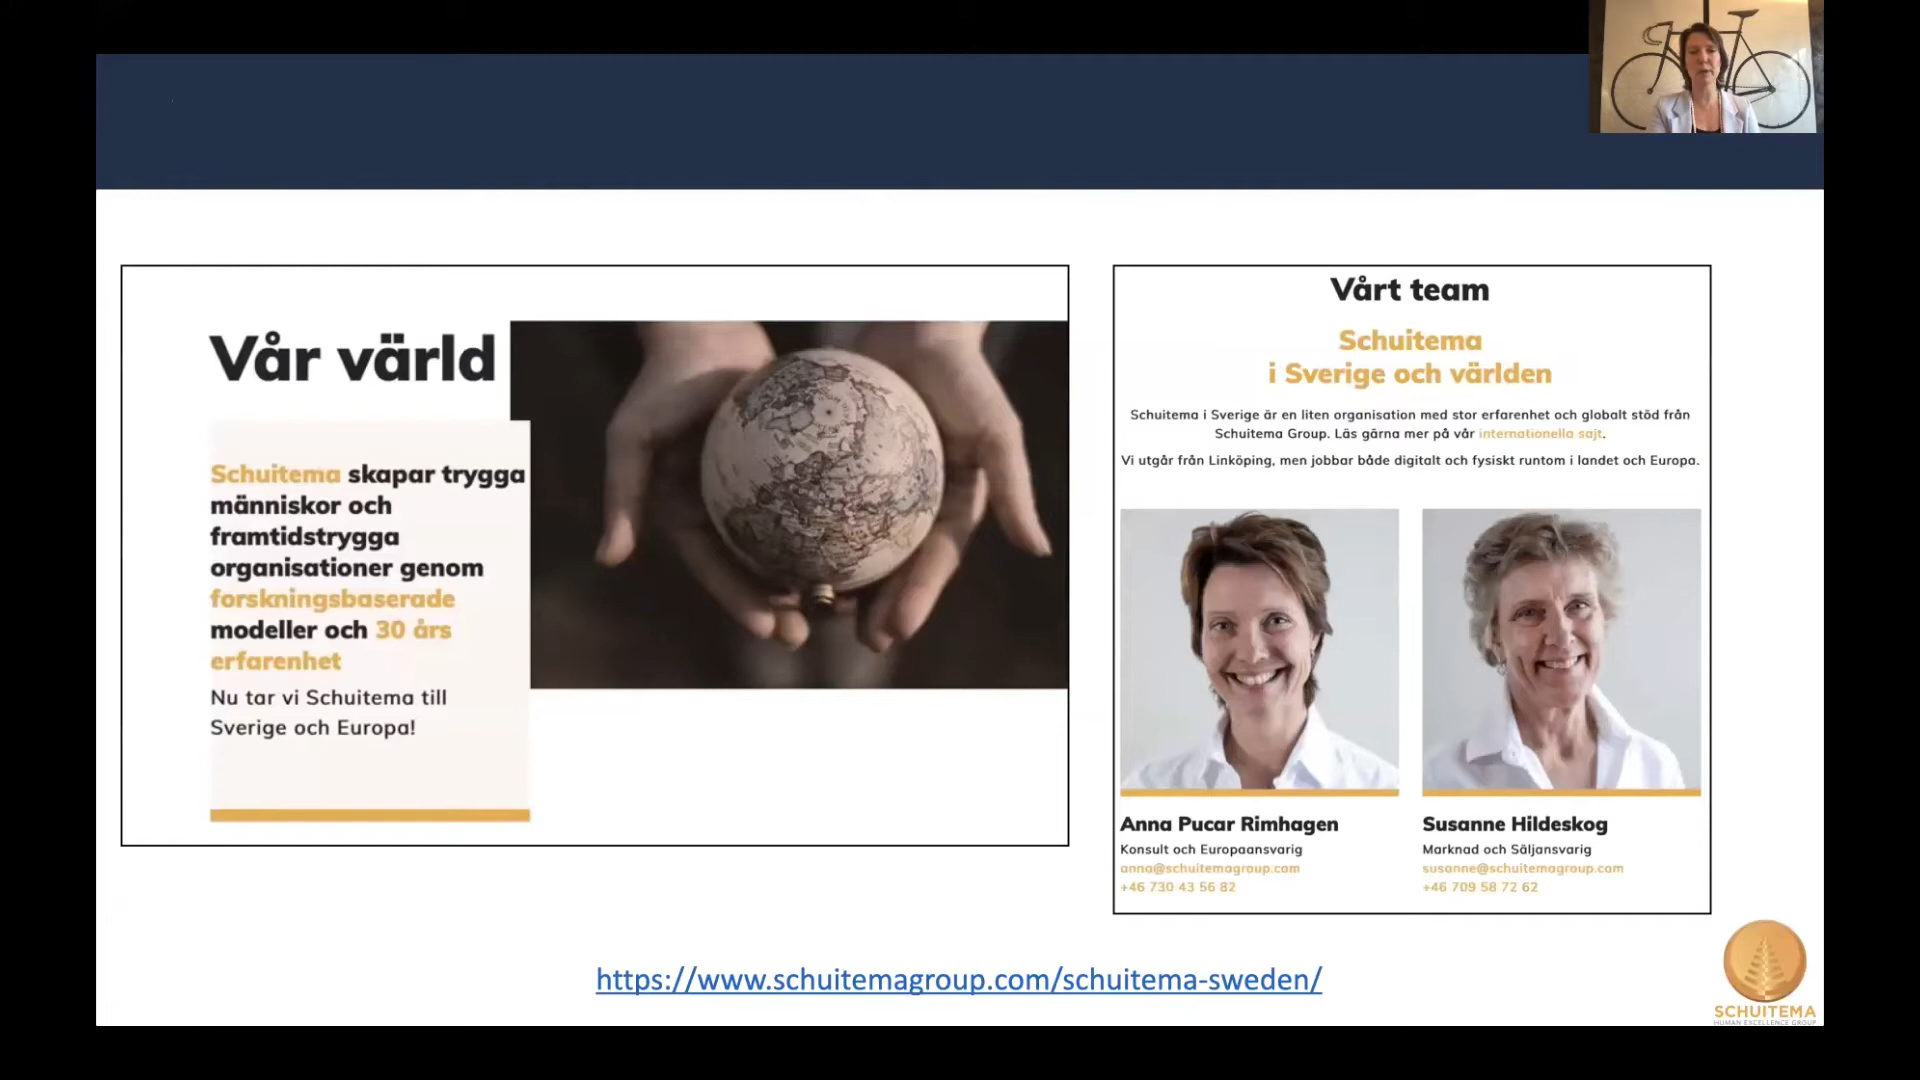 Vår värld
Schuitema skapar trygga
människor och
framtidstrygga
organisationer genom
forskningsbaserade
modeller och 30 års
erfarenhet
Nu tar vi Schuitema till
Sverige och Europa!
Vårt team
Schuitema
i Sverige och världen
Schuitema i Sverige är en liten organisation med stor erfarenhet och globalt stöd från
Schuitema Group. Läs gärna mer på vår internationella sajt.
Vi utgår från Linköping, men jobbar både digitalt och fysiskt runtom i landet och Europa.
Anna Pucar Rimhagen
Konsult och Europaansvarig
anna@schuitemagroup.com
+46 730 43 56 82
Susanne Hildeskog
Marknad och Säljansvarig
susanne@schuitemagroup.com
+46 709 58 72 62
https://www.schuitemagroup.com/schuitema-sweden/
SCHUITEMA
HUMAN EXCELLENCE GROUP